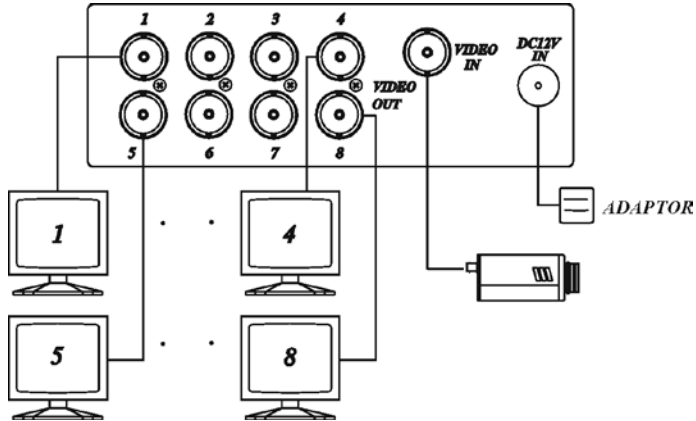 1 2 3 4
VIDEO IN
DC12V IN
VIDEO OUT
5 6 7 8
ADAPTOR
1
4
5
8